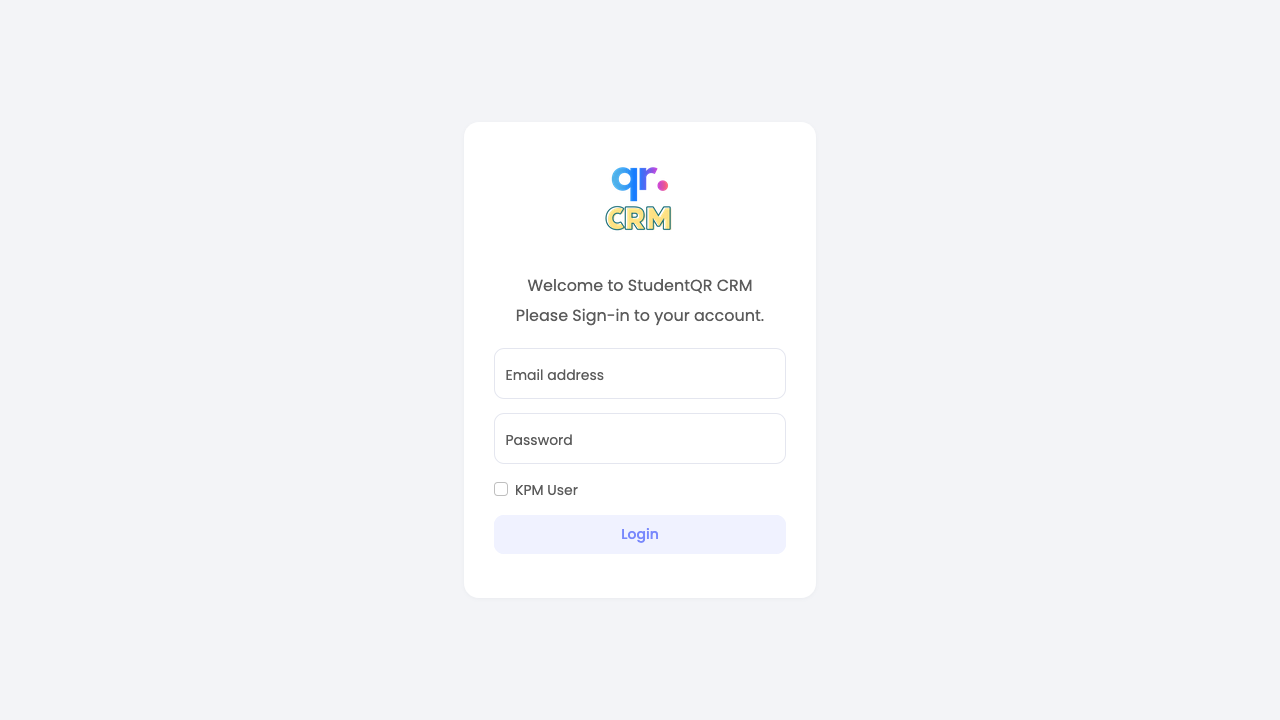 qr.
CRM
Welcome to StudentQR CRM
Please Sign-in to your account.
Email address
Password
KPM User
Login